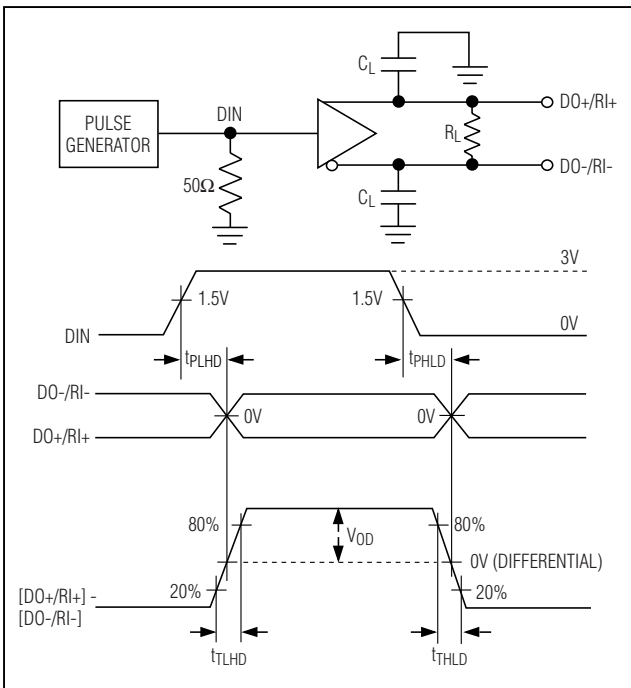 C_L
DO+/RI+
PULSE
GENERATOR
DIN
R_L
50Ω
DO-/RI-
C_L
3V
1.5V
1.5V
DIN
0V
t_PLHD
t_PHLD
DO-/RI-
0V
0V
DO+/RI+
80%
V_OD
80%
0V (DIFFERENTIAL)
20%
20%
[DO+/RI+] -
[DO-/RI-]
t_TLHD
t_THLD